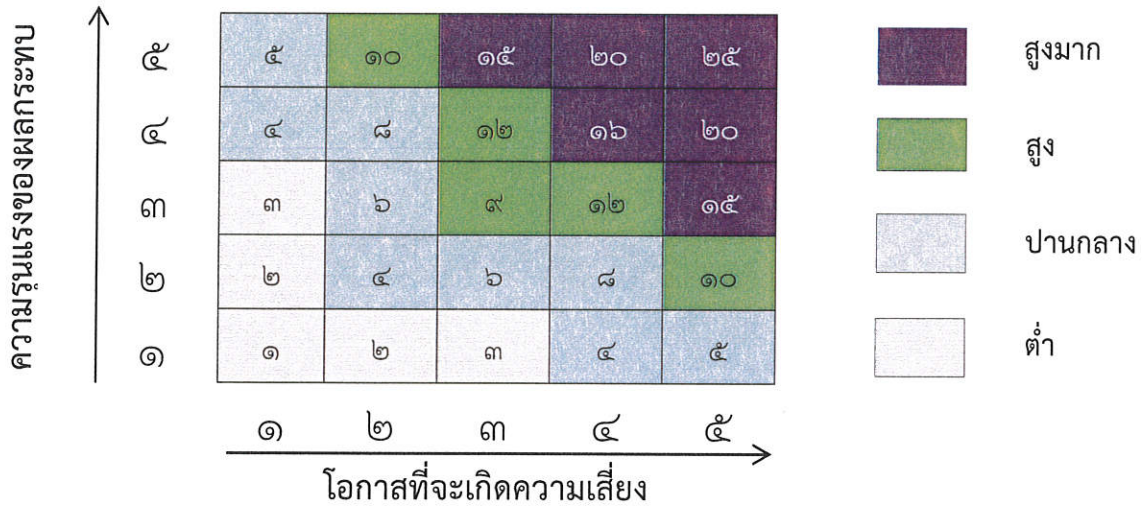 ความรุนแรงของผลกระทบ
๕ ๕ ๑๐ ๑๕ ๒๐ ๒๕
๔ ๔ ๘ ๑๒ ๑๖ ๒๐
๓ ๓ ๖ ๙ ๑๒ ๑๕
๒ ๒ ๔ ๖ ๘ ๑๐
๑ ๑ ๒ ๓ ๔ ๕
๑ ๒ ๓ ๔ ๕
โอกาสที่จะเกิดความเสี่ยง
สูงมาก
สูง
ปานกลาง
ต่ำ